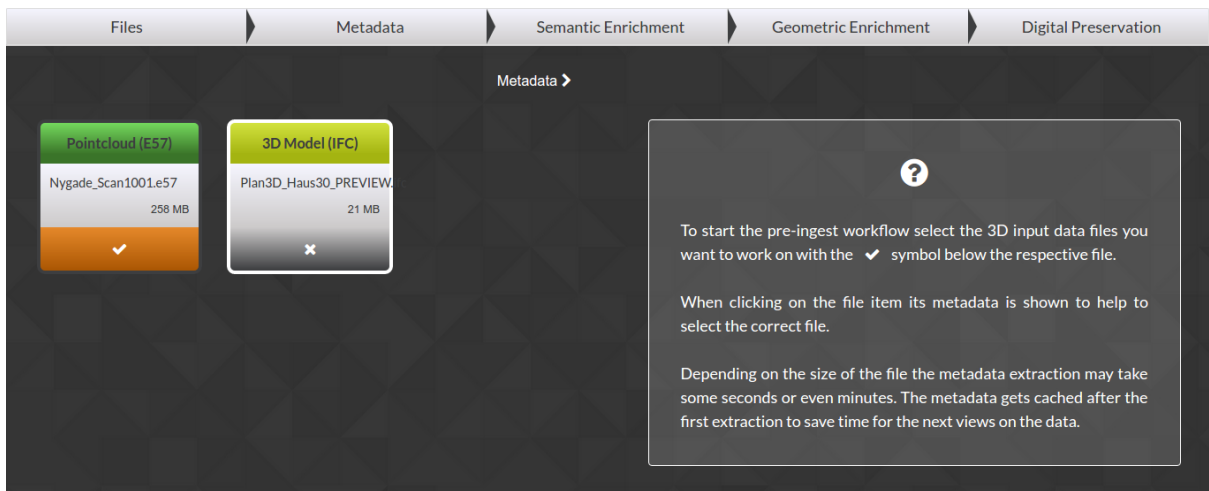 Files
Metadata
Semantic Enrichment
Geometric Enrichment
Digital Preservation
Metadata
Pointcloud (E57)
Nygade_Scan1001.e57
258 MB
3D Model (IFC)
Plan3D_Haus30_PREVIEW.
21 MB
To start the pre-ingest workflow select the 3D input data files you
want to work on with the ✔ symbol below the respective file.
When clicking on the file item its metadata is shown to help to
select the correct file.
Depending on the size of the file the metadata extraction may take
some seconds or even minutes. The metadata gets cached after the
first extraction to save time for the next views on the data.